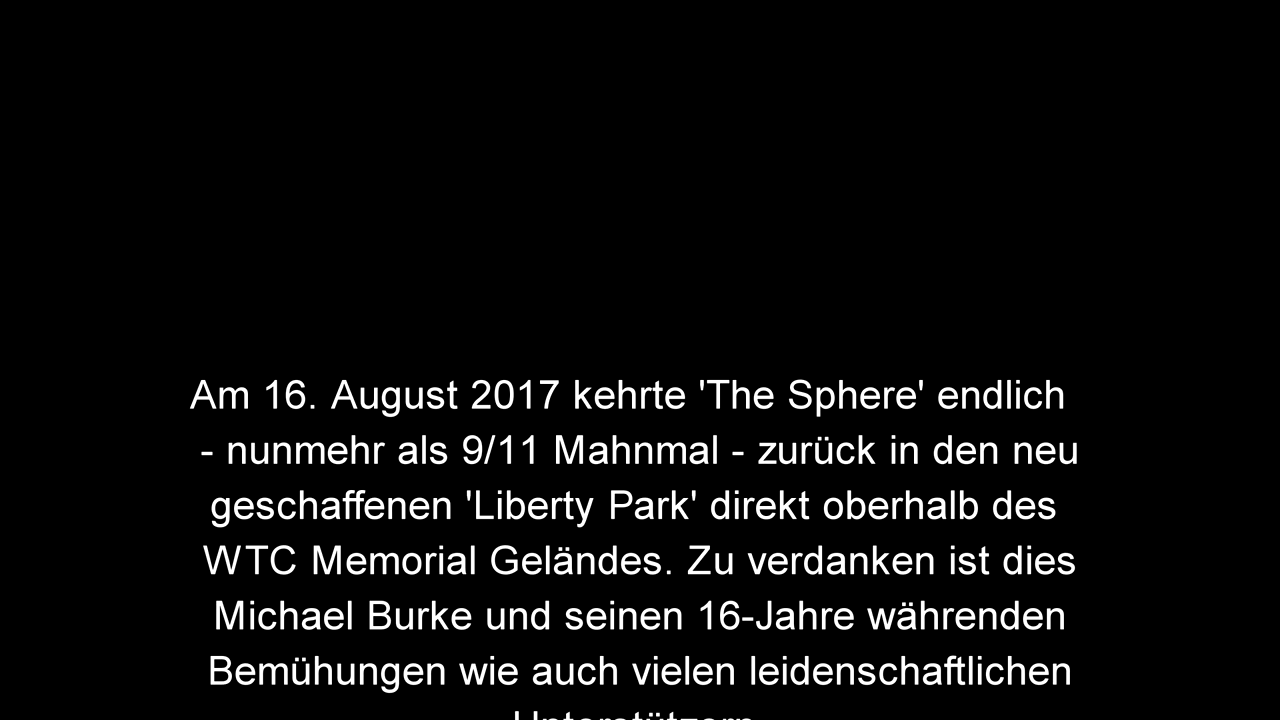 Am 16. August 2017 kehrte 'The Sphere' endlich
- nunmehr als 9/11 Mahnmal - zurück in den neu
geschaffenen 'Liberty Park' direkt oberhalb des
WTC Memorial Geländes. Zu verdanken ist dies
Michael Burke und seinen 16-Jahre währenden
Bemühungen wie auch vielen leidenschaftlichen
Unterstützern